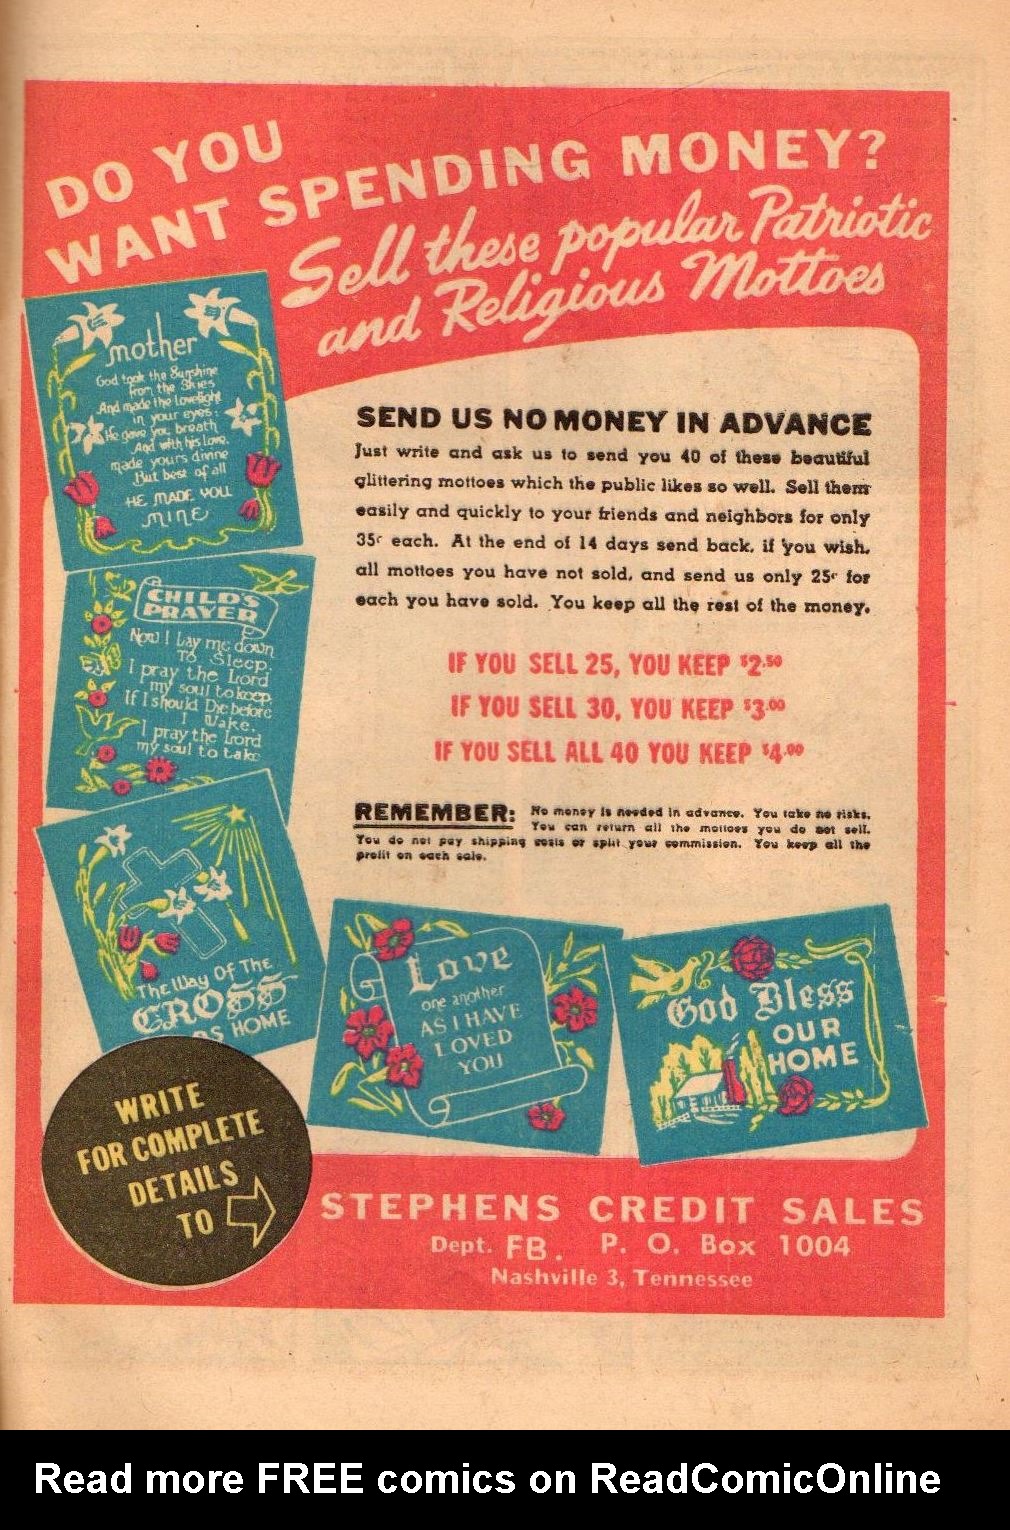 DO YOU
WANT SPENDING MONEY?
Sell these popular Patriotic
and Religious Mottoes
mother
God took the Sunshine
from the Skies
And made the lovelight
in your eyes:
He gave you breath
And with his love.
made yours divine
But best of all
HE MADE YOU
MINE
CHILD'S
PRAYER
Now I Lay me down
To Sleep.
I pray the Lord
my soul to keep
If I should Die before
I Wake.
I pray the Lord
my soul to take
The Way Of The
CROSS
HOME
SEND US NO MONEY IN ADVANCE
Just write and ask us to send you 40 of these beautiful
glittering mottoes which the public likes so well. Sell them
easily and quickly to your friends and neighbors for only
35c each. At the end of 14 days send back, if you wish,
all mottoes you have not sold, and send us only 25c for
each you have sold. You keep all the rest of the money.
IF YOU SELL 25, YOU KEEP $2.50
IF YOU SELL 30, YOU KEEP $3.00
IF YOU SELL ALL 40 YOU KEEP $4.00
REMEMBER: No money is needed in advance. You take no risks.
You can return all the mottoes you do not sell.
You do not pay shipping costs or split your commission. You keep all the
profit on each sale.
Love
one another
AS I HAVE
LOVED
YOU
God Bless
OUR
HOME
WRITE
FOR COMPLETE
DETAILS
TO
STEPHENS CREDIT SALES
Dept. FB. P. O. Box 1004
Nashville 3, Tennessee
Read more FREE comics on ReadComicOnline